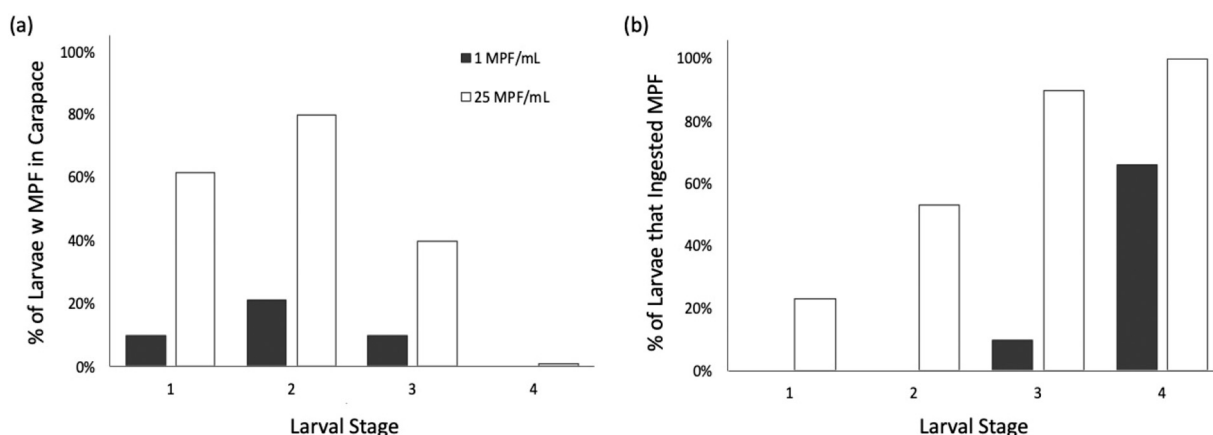 (a)
% of Larvae w MPF in Carapace
100%
80%
60%
40%
20%
0%
1 MPF/mL
25 MPF/mL
1 2 3 4
Larval Stage
(b)
% of Larvae that Ingested MPF
100%
80%
60%
40%
20%
0%
1 2 3 4
Larval Stage